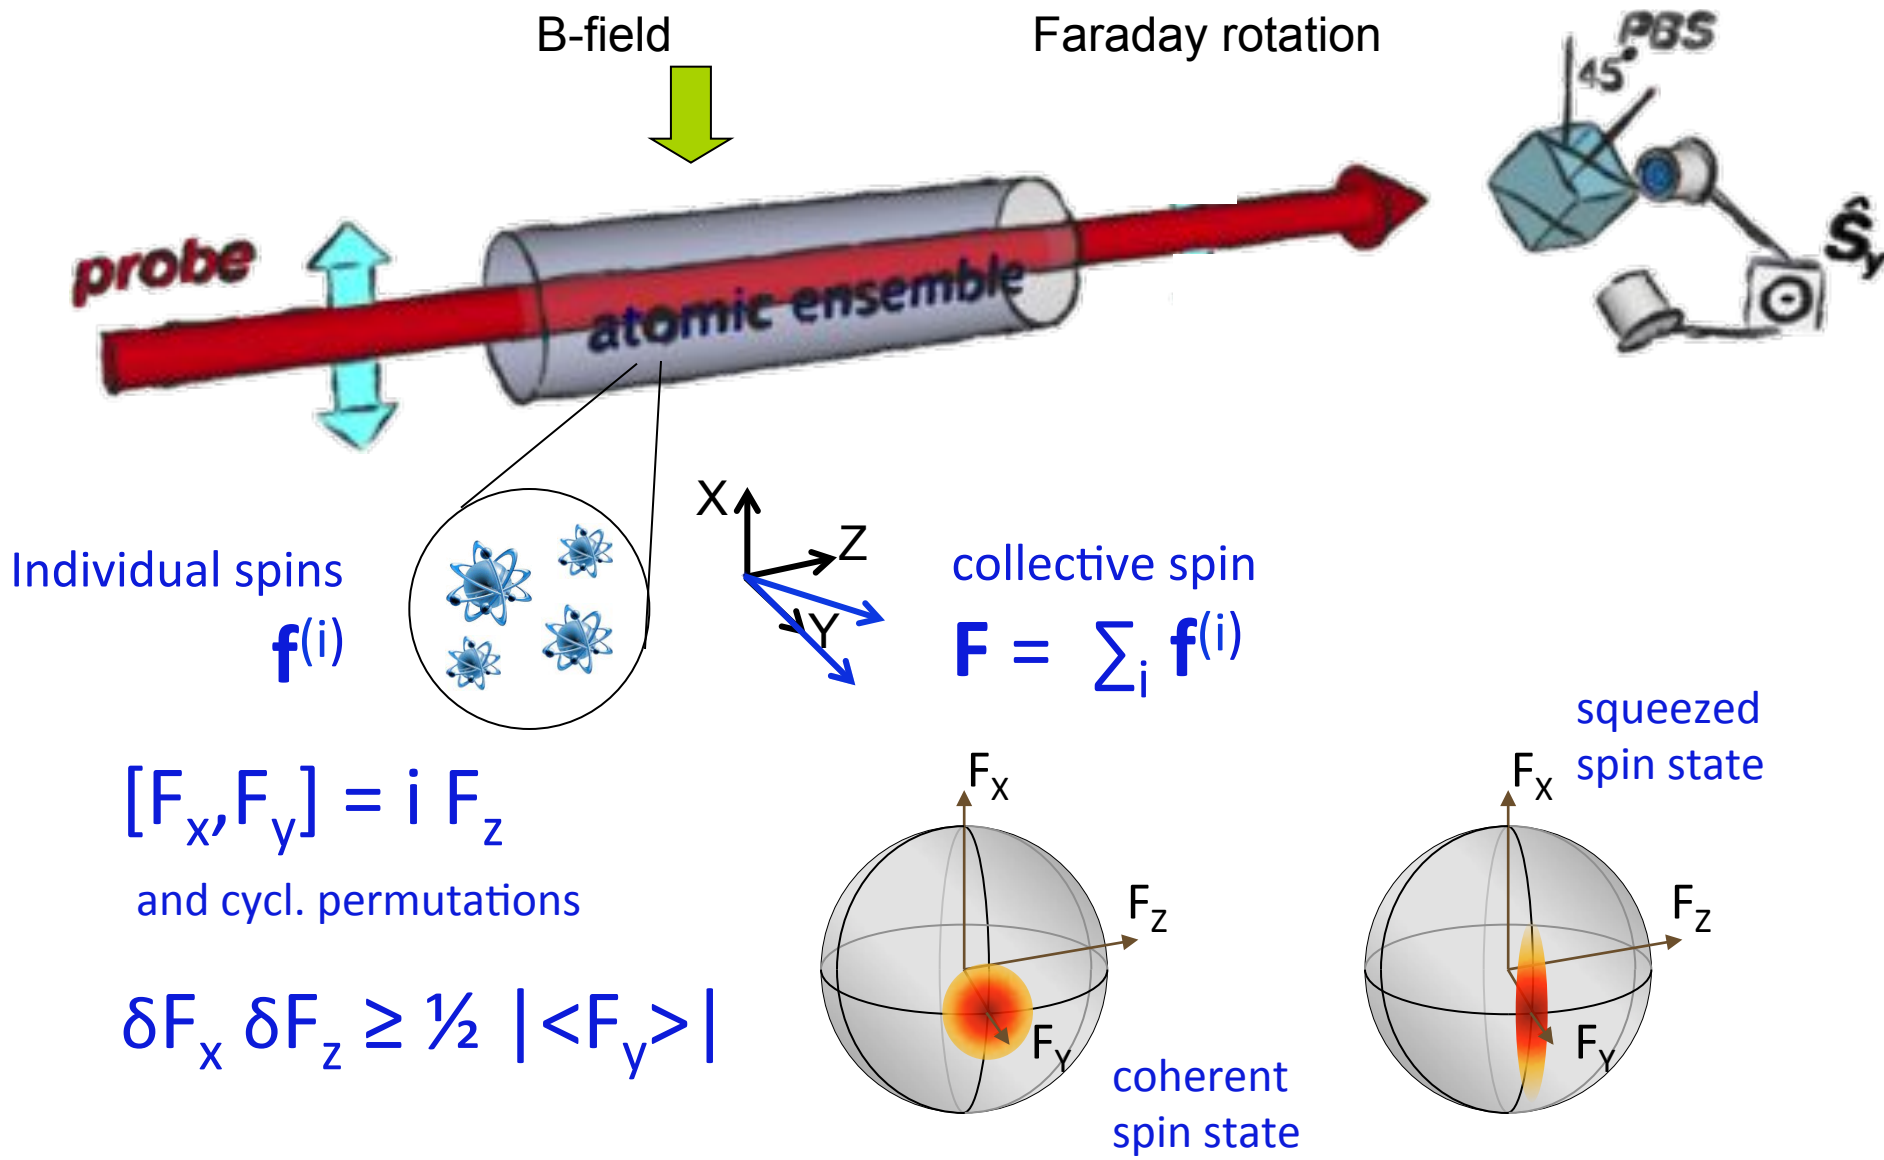 B-field
Faraday rotation
PBS
45°
probe
atomic ensemble
Ŝy
X
Z
Y
Individual spins
f(i)
collective spin
F = ∑i f(i)
[Fx,Fy] = i Fz
and cycl. permutations
δFx δFz ≥ ½ |<Fy>|
squeezed
spin state
FX
FZ
FY
coherent
spin state
FX
FZ
FY